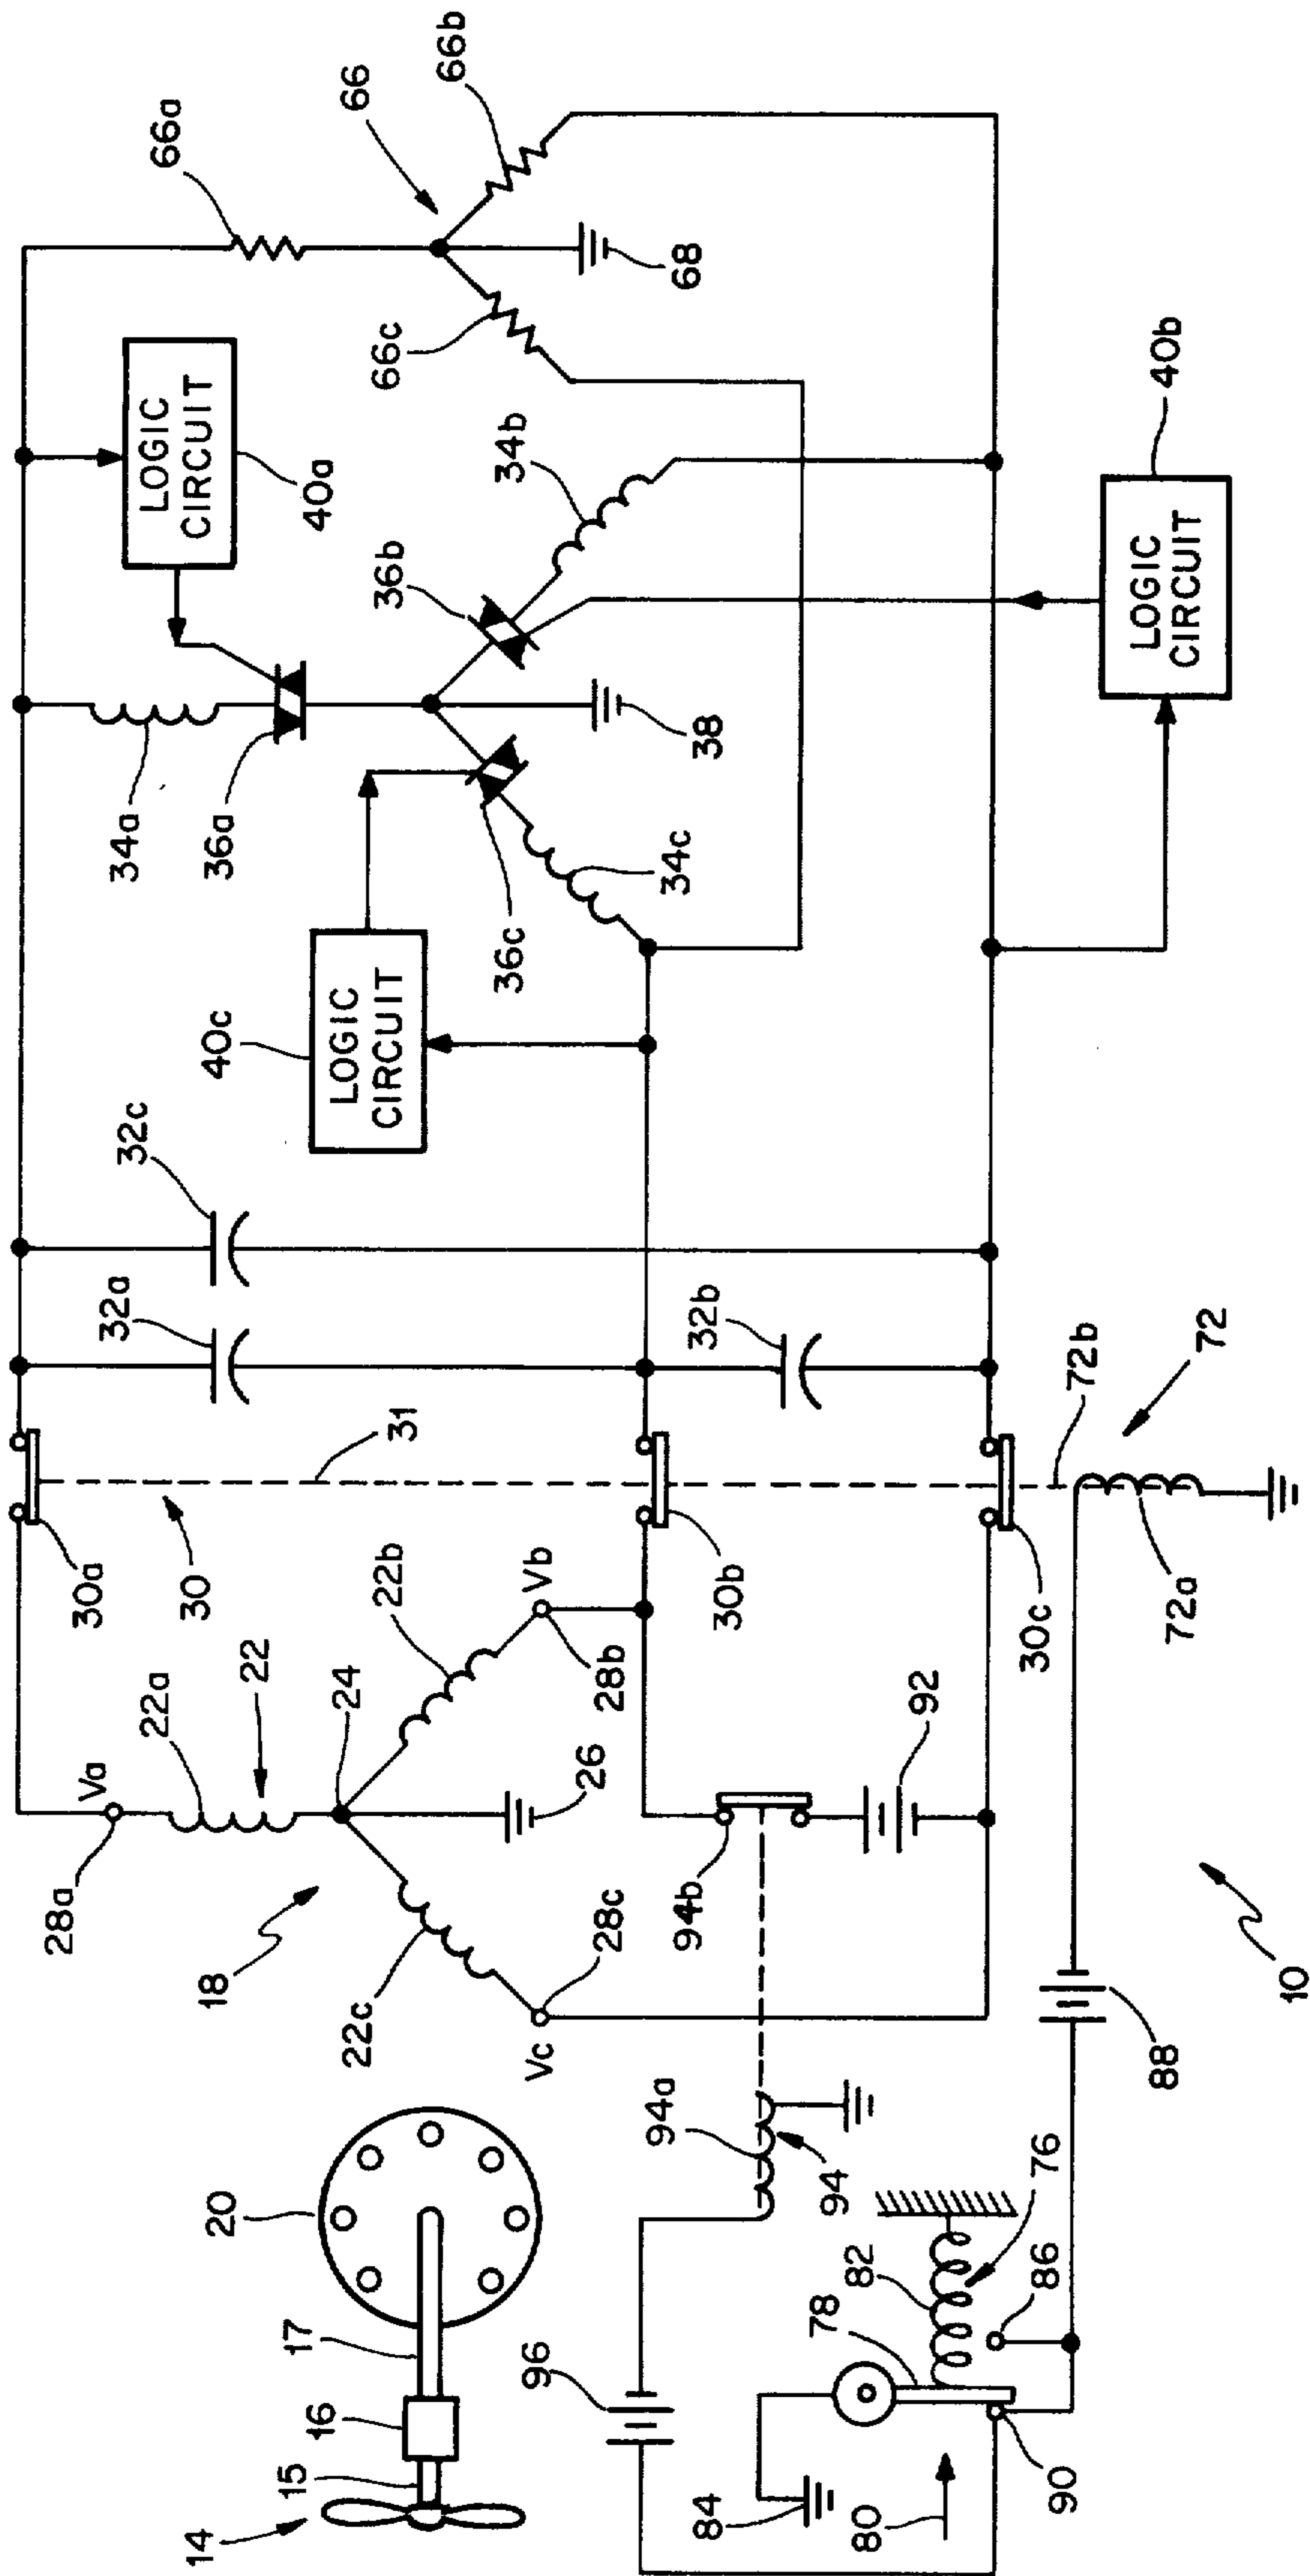 14
15
16
17
20
18
Va
28a
22a
22
24
26
22b
Vb
28b
22c
Vc
28c
30a
30
31
30b
30c
32a
32c
32b
34a
36a
LOGIC
CIRCUIT
40a
66a
66
66b
66c
68
40c
LOGIC
CIRCUIT
36c
34c
38
36b
34b
LOGIC
CIRCUIT
40b
96
94a
94
94b
92
84
80
90
78
82
76
86
88
72a
72b
72
10